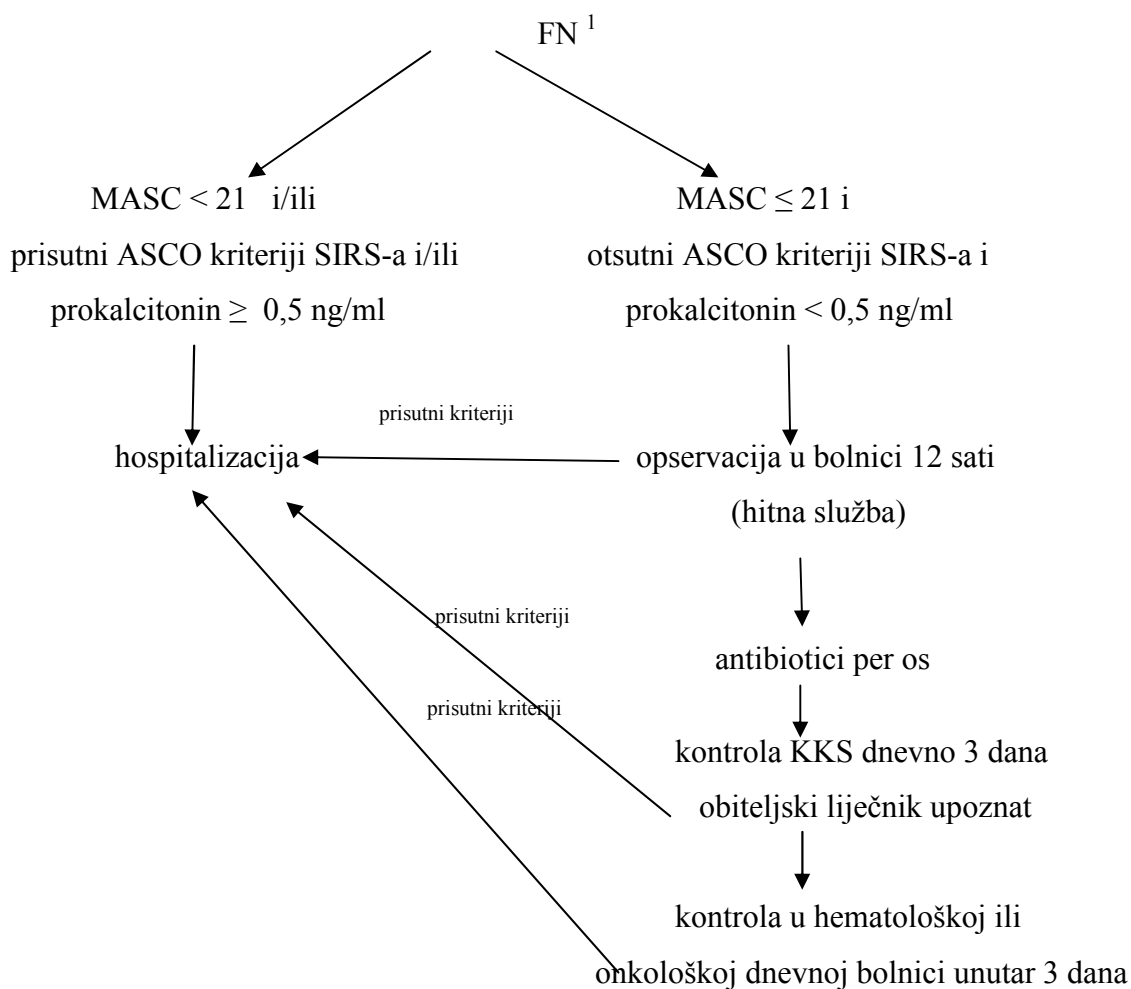 FN ¹
MASC < 21 i/ili
prisutni ASCO kriteriji SIRS-a i/ili
prokalcitonin ≥ 0,5 ng/ml
MASC ≤ 21 i
otsutni ASCO kriteriji SIRS-a i
prokalcitonin < 0,5 ng/ml
prisutni kriteriji
hospitalizacija
opservacija u bolnici 12 sati
(hitna služba)
prisutni kriteriji
antibiotici per os
prisutni kriteriji
kontrola KKS dnevno 3 dana
obiteljski liječnik upoznat
kontrola u hematološkoj ili
onkološkoj dnevnoj bolnici unutar 3 dana